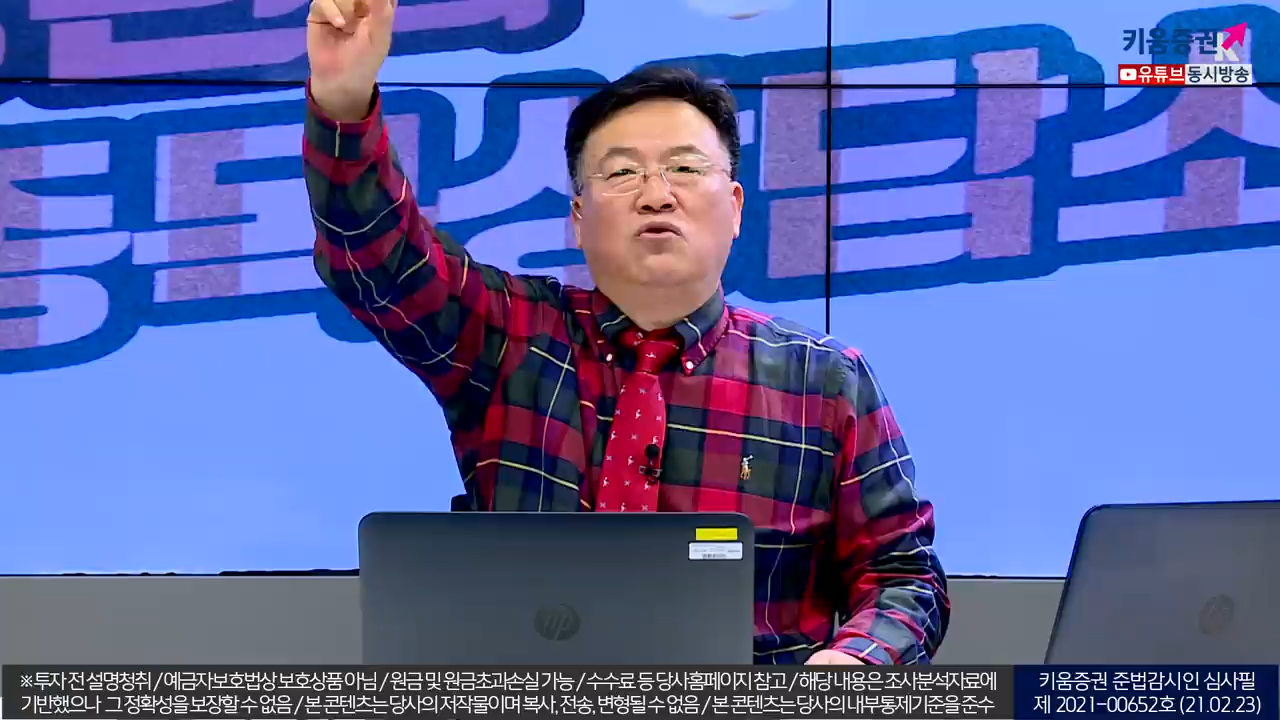 키움증권
유튜브동시방송
hp
※ 투자 전 설명청취 / 예금자보호법상 보호상품 아님 / 원금 및 원금초과손실 가능 / 수수료 등 당사홈페이지 참고 / 해당 내용은 조사분석자료에
기반했으나 그 정확성을 보장할 수 없음 / 본 콘텐츠는 당사의 저작물이며 복사, 전송, 변형될 수 없음 / 본 콘텐츠는 당사의 내부통제기준을 준수
키움증권 준법감시인 심사필
제 2021-00652호 (21.02.23)